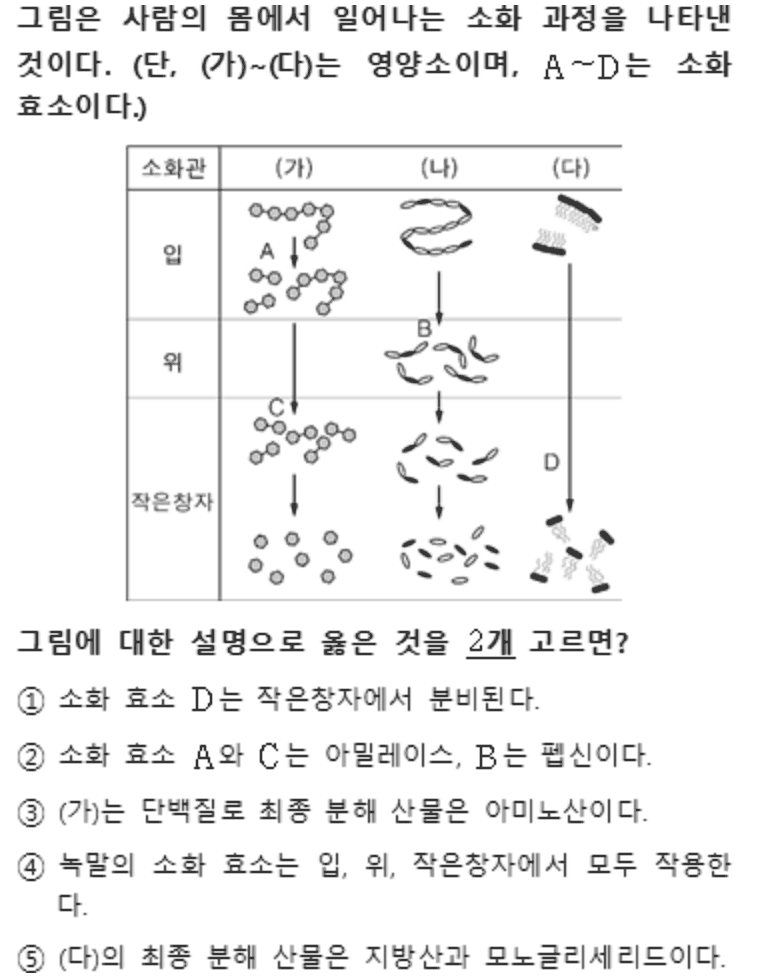 그림은 사람의 몸에서 일어나는 소화 과정을 나타낸
것이다. (단, (가)~(다)는 영양소이며, A~D는 소화
효소이다.)
소화관 (가) (나) (다)
입
A
B
위
C
D
작은창자
그림에 대한 설명으로 옳은 것을 2개 고르면?
① 소화 효소 D는 작은창자에서 분비된다.
② 소화 효소 A와 C는 아밀레이스, B는 펩신이다.
③ (가)는 단백질로 최종 분해 산물은 아미노산이다.
④ 녹말의 소화 효소는 입, 위, 작은창자에서 모두 작용한
다.
⑤ (다)의 최종 분해 산물은 지방산과 모노글리세리드이다.